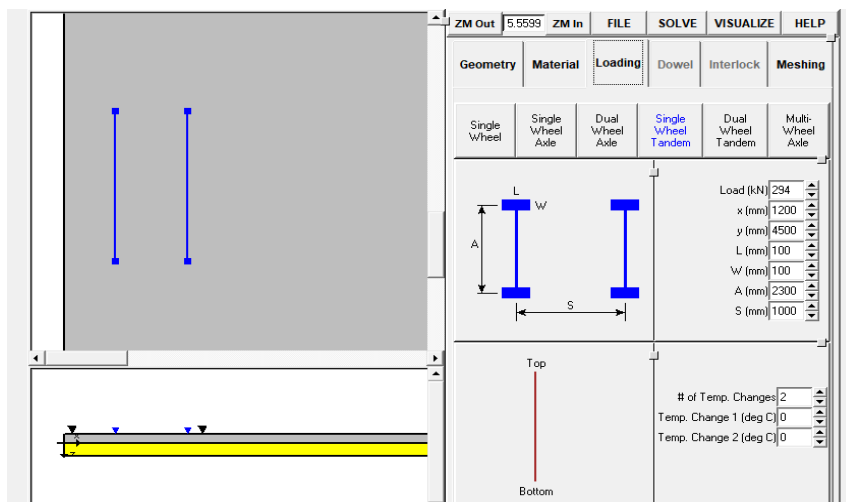 ZM Out 5.5599 ZM In FILE SOLVE VISUALIZE HELP
Geometry Material Loading Dowel Interlock Meshing
Single Wheel
Single Wheel Axle
Dual Wheel Axle
Single Wheel Tandem
Dual Wheel Tandem
Multi-Wheel Axle
L
W
A
S
Load (kN) 294
x (mm) 1200
y (mm) 4500
L (mm) 100
W (mm) 100
A (mm) 2300
S (mm) 1000
Top
Bottom
# of Temp. Changes 2
Temp. Change 1 (deg C) 0
Temp. Change 2 (deg C) 0
x
z